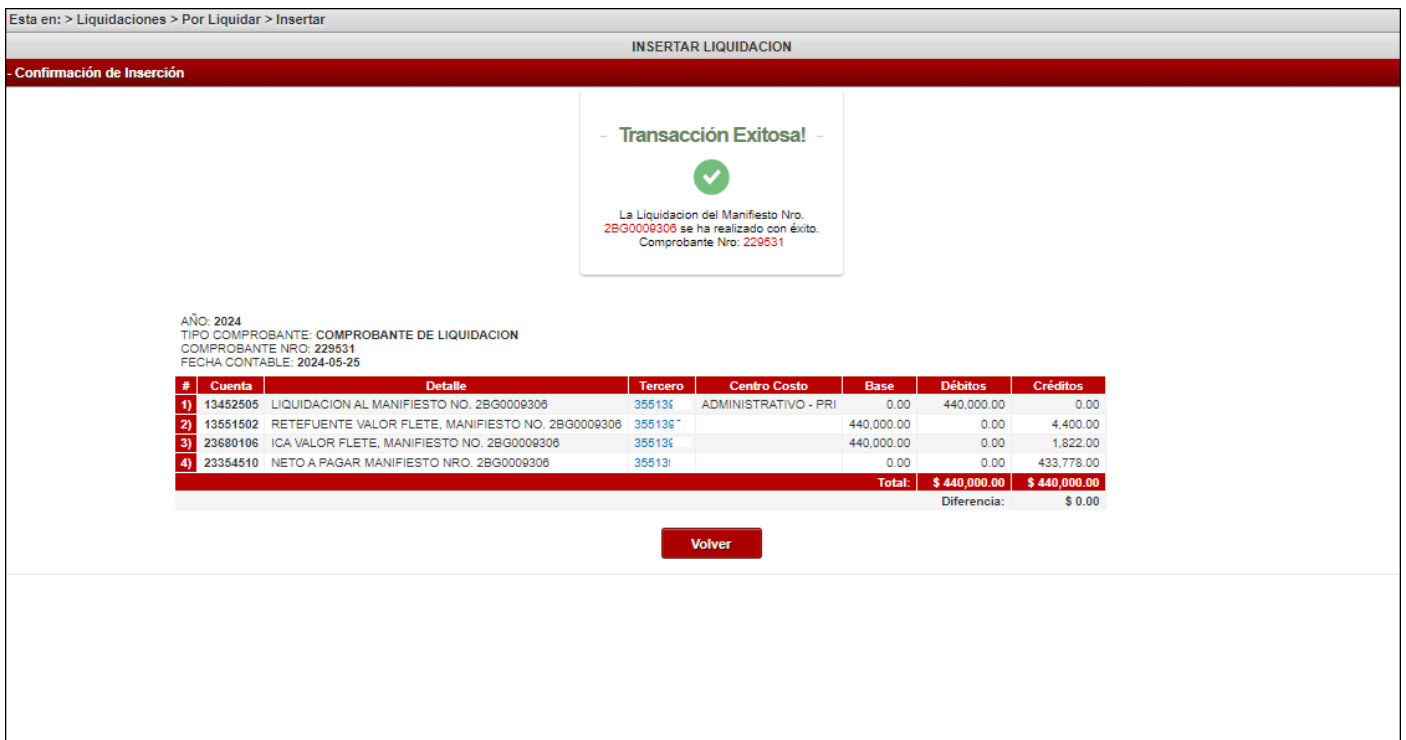 Esta en: > Liquidaciones > Por Liquidar > Insertar
INSERTAR LIQUIDACION
- Confirmación de Inserción
- Transacción Exitosa! -
La Liquidacion del Manifiesto Nro.
2BG0009306 se ha realizado con éxito.
Comprobante Nro: 229531
AÑO: 2024
TIPO COMPROBANTE: COMPROBANTE DE LIQUIDACION
COMPROBANTE NRO: 229531
FECHA CONTABLE: 2024-05-25
# Cuenta Detalle Tercero Centro Costo Base Débitos Créditos
1) 13452505 LIQUIDACION AL MANIFIESTO NO. 2BG0009306 ADMINISTRATIVO - PRI 0.00 440,000.00 0.00
2) 13551502 RETEFUENTE VALOR FLETE, MANIFIESTO NO. 2BG0009306 440,000.00 0.00 4,400.00
3) 23680106 ICA VALOR FLETE, MANIFIESTO NO. 2BG0009306 440,000.00 0.00 1,822.00
4) 23354510 NETO A PAGAR MANIFIESTO NRO. 2BG0009306 0.00 0.00 433,778.00
Total: $ 440,000.00 $ 440,000.00
Diferencia: $ 0.00
Volver